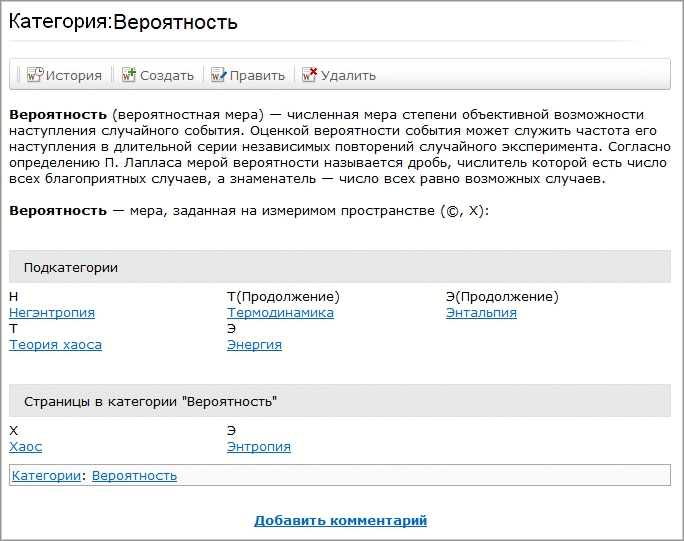 Категория:Вероятность
История Создать Править Удалить
Вероятность (вероятностная мера) — численная мера степени объективной возможности
наступления случайного события. Оценкой вероятности события может служить частота его
наступления в длительной серии независимых повторений случайного эксперимента. Согласно
определению П. Лапласа мерой вероятности называется дробь, числитель которой есть число
всех благоприятных случаев, а знаменатель — число всех равно возможных случаев.
Вероятность — мера, заданная на измеримом пространстве (©, X):
Подкатегории
Н Т(Продолжение) Э(Продолжение)
Негэнтропия Термодинамика Энтальпия
Т Э
Теория хаоса Энергия
Страницы в категории "Вероятность"
Х Э
Хаос Энтропия
Категории: Вероятность
Добавить комментарий